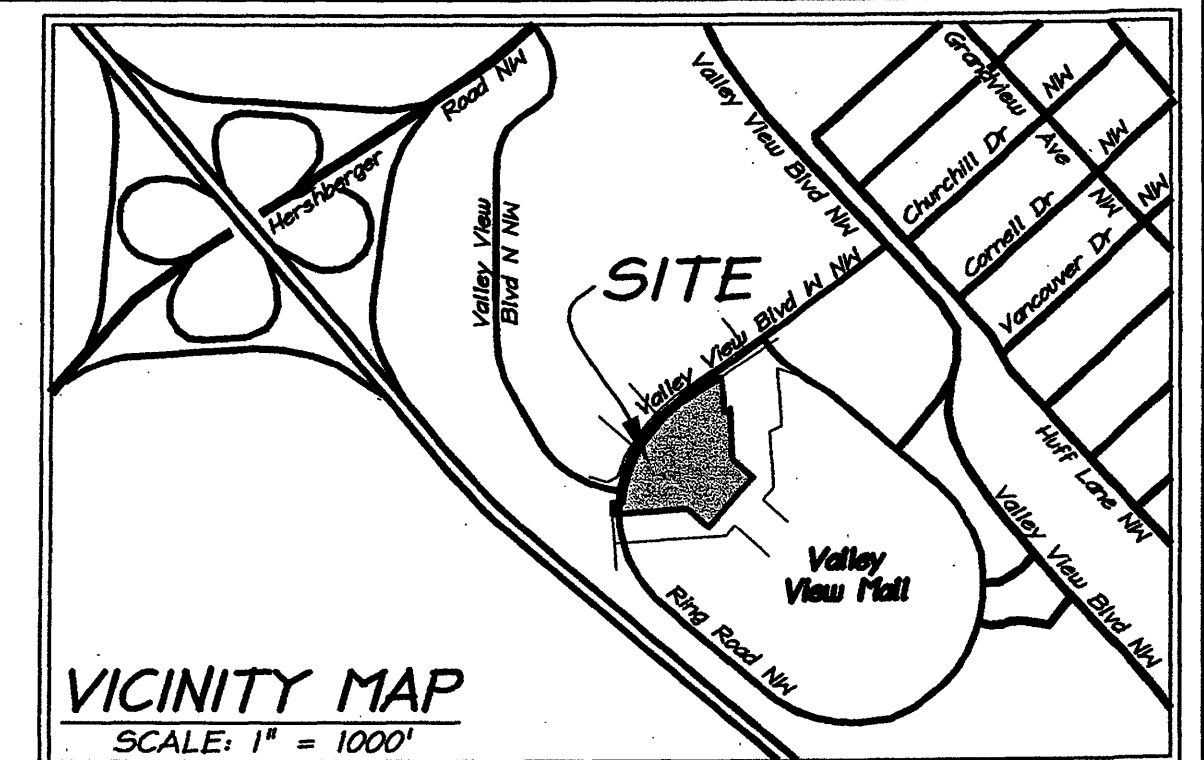 Road NW
Hershberger
Valley View
Blvd N NW
Valley View Blvd NW
Grandview Ave NW
NW
Churchill Dr
NW
Cornell Dr
NW
Vancouver Dr
SITE
Valley View Blvd W NW
Huff Lane NW
Valley View Blvd NW
Valley
View Mall
Ring Road NW
VICINITY MAP
SCALE: 1" = 1000'